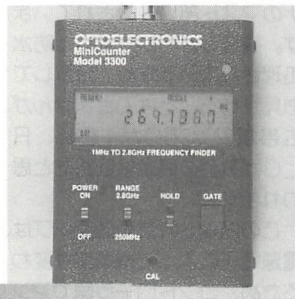 OPTOELECTRONICS
MiniCounter
Model 3300
264.7360
1MHz TO 2.8GHz FREQUENCY FINDER
POWER RANGE
ON 2.8GHz HOLD GATE
OFF 250MHz
CAL